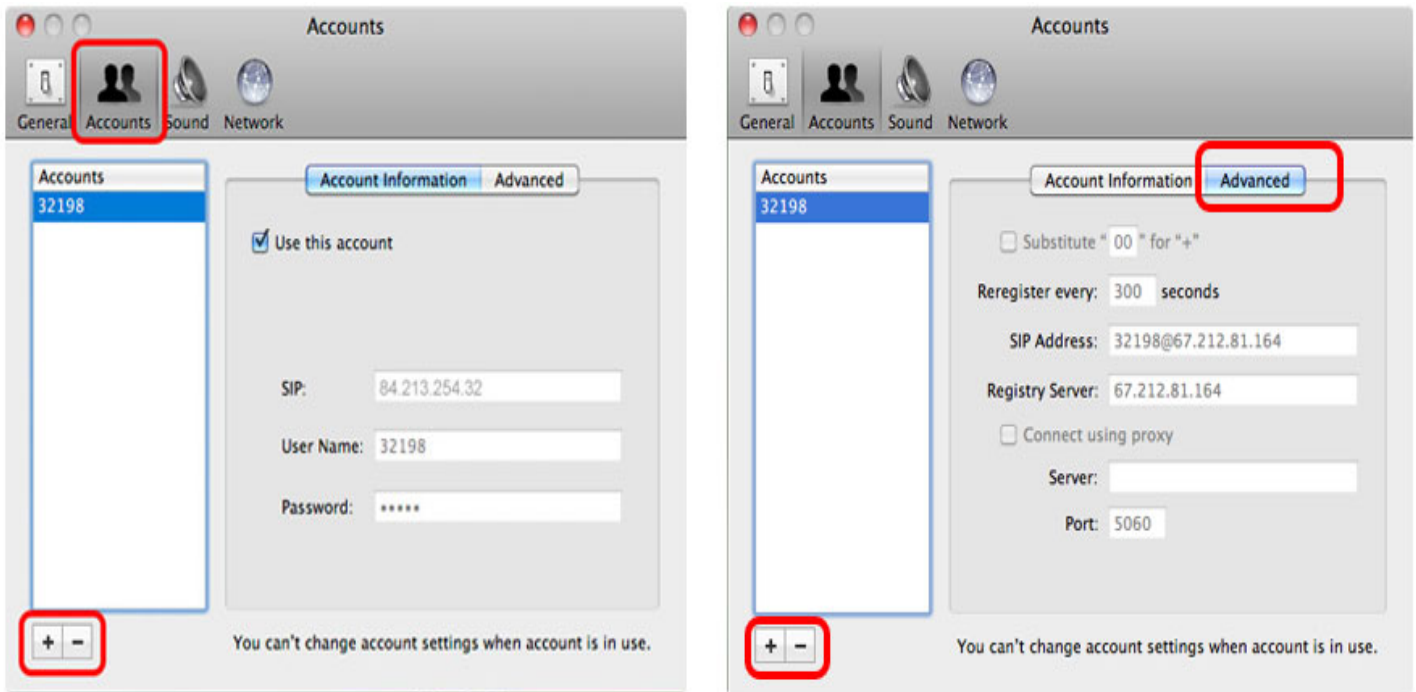 Accounts
General Accounts Sound Network
Accounts
32198
Account Information Advanced
Use this account
SIP: 84.213.254.32
User Name: 32198
Password: •••••
+ -
You can't change account settings when account is in use.
Accounts
General Accounts Sound Network
Accounts
32198
Account Information Advanced
Substitute “ 00 ” for “+”
Reregister every: 300 seconds
SIP Address: 32198@67.212.81.164
Registry Server: 67.212.81.164
Connect using proxy
Server:
Port: 5060
+ -
You can't change account settings when account is in use.